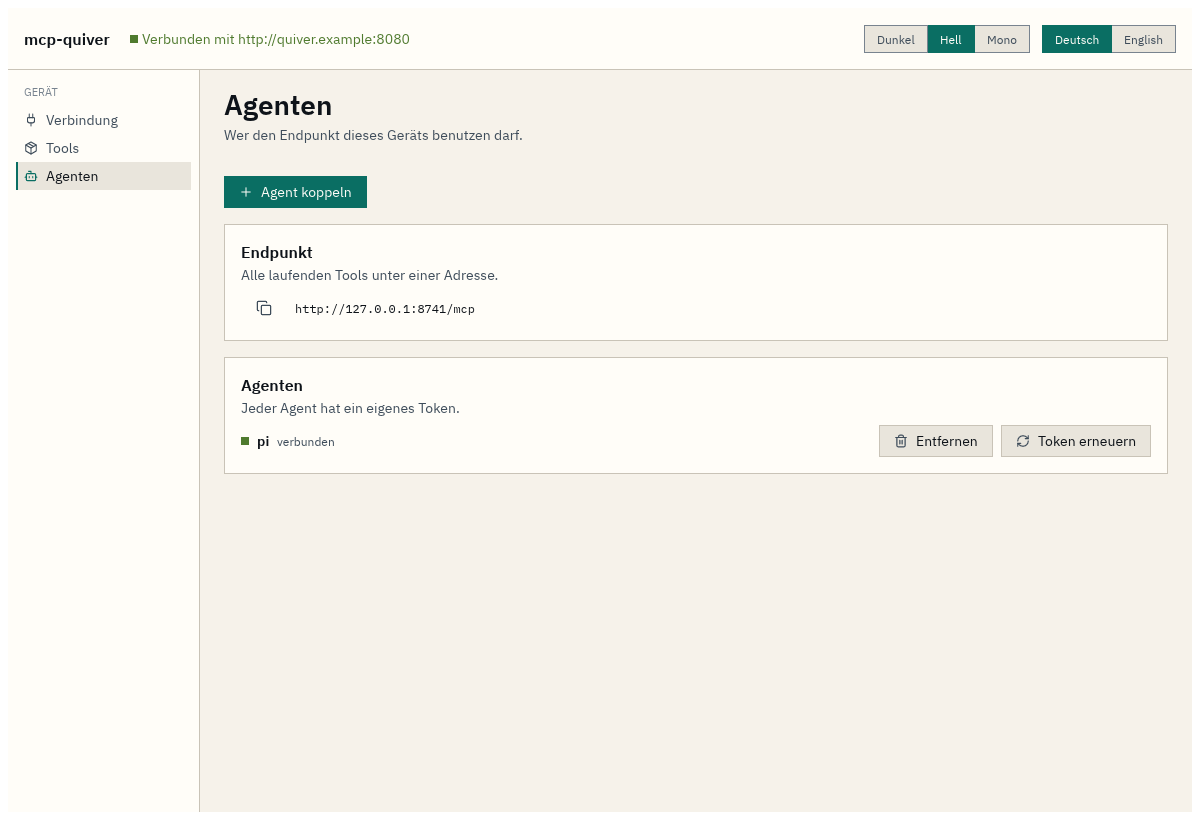 mcp-quiver
Verbunden mit http://quiver.example:8080
Dunkel
Hell
Mono
Deutsch
English
GERÄT
Verbindung
Tools
Agenten
Agenten
Wer den Endpunkt dieses Geräts benutzen darf.
Agent koppeln
Endpunkt
Alle laufenden Tools unter einer Adresse.
http://127.0.0.1:8741/mcp
Agenten
Jeder Agent hat ein eigenes Token.
pi verbunden
Entfernen
Token erneuern